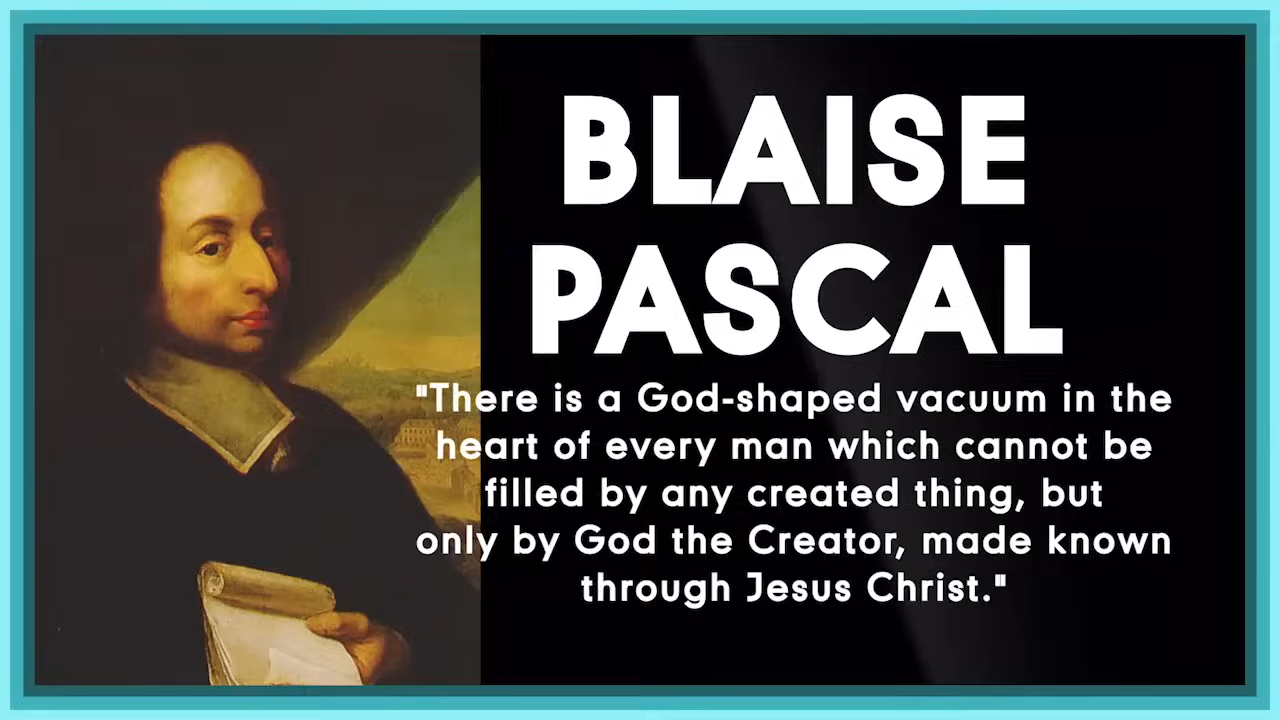 BLAISE
PASCAL
"There is a God-shaped vacuum in the
heart of every man which cannot be
filled by any created thing, but
only by God the Creator, made known
through Jesus Christ."